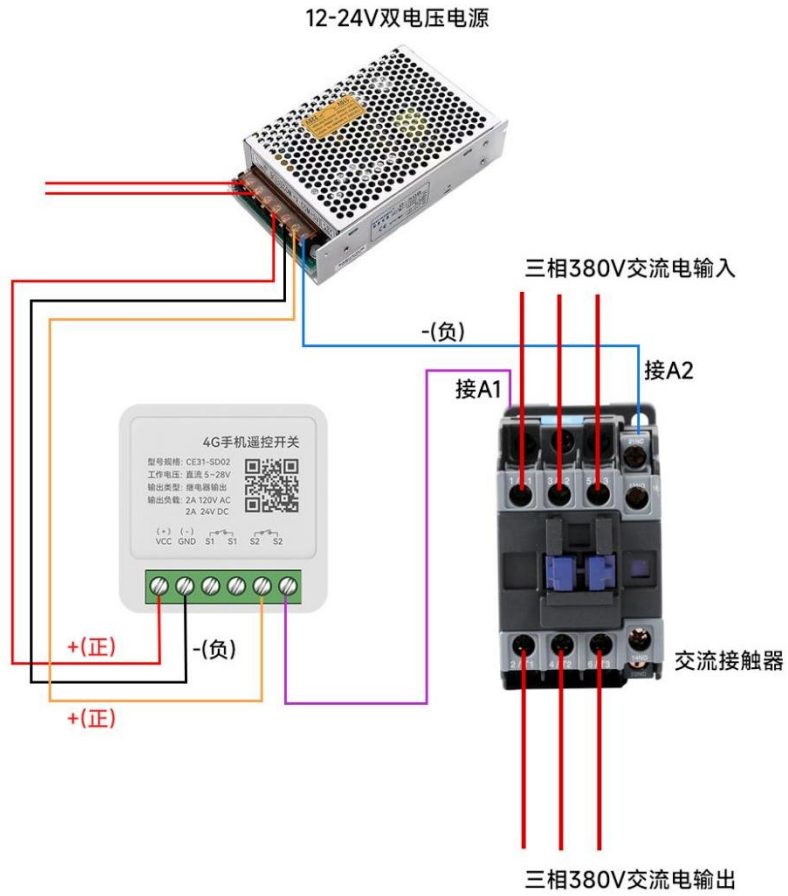 12-24V双电压电源
三相380V交流电输入
-(负)
接A1
接A2
4G手机遥控开关
型号规格: CE31-SD02
工作电压: 直流 5~28V
输出类型: 继电器输出
输出负载: 2A 120V AC
2A 24V DC
(+) (-)
VCC GND S1 S1 S2 S2
+(正)
-(负)
+(正)
交流接触器
14NO
三相380V交流电输出